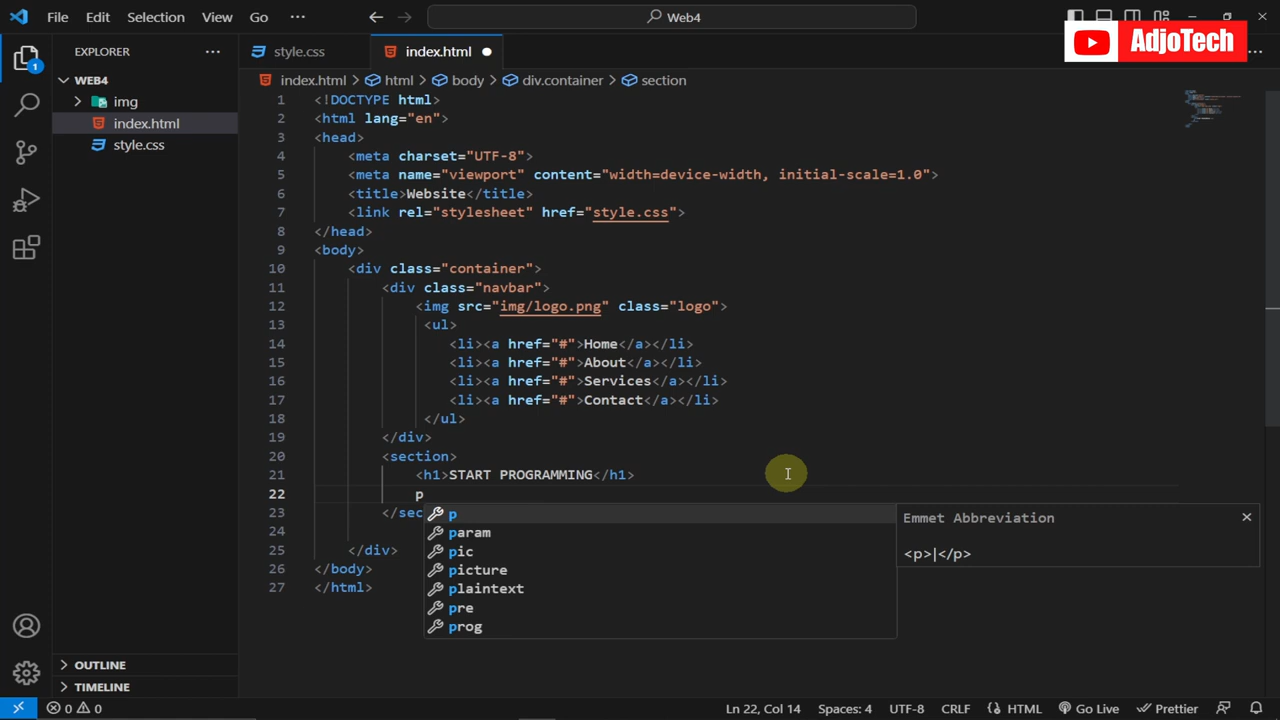 File Edit Selection View Go ··· Web4
AdjoTech
EXPLORER ···
style.css
index.html
WEB4
img
index.html
style.css
index.html > html > body > div.container > section
1 <!DOCTYPE html>
2 <html lang="en">
3 <head>
4 <meta charset="UTF-8">
5 <meta name="viewport" content="width=device-width, initial-scale=1.0">
6 <title>Website</title>
7 <link rel="stylesheet" href="style.css">
8 </head>
9 <body>
10 <div class="container">
11 <div class="navbar">
12 <img src="img/logo.png" class="logo">
13 <ul>
14 <li><a href="#">Home</a></li>
15 <li><a href="#">About</a></li>
16 <li><a href="#">Services</a></li>
17 <li><a href="#">Contact</a></li>
18 </ul>
19 </div>
20 <section>
21 <h1>START PROGRAMMING</h1>
22 p
23 </sec
24
25 </div>
26 </body>
27 </html>
p
param
pic
picture
plaintext
pre
prog
Emmet Abbreviation
<p>|</p>
OUTLINE
TIMELINE
0 0 Ln 22, Col 14 Spaces: 4 UTF-8 CRLF HTML Go Live Prettier
1